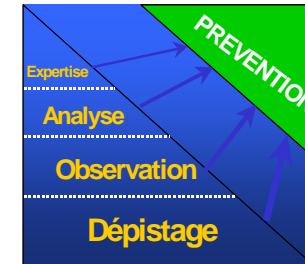 PREVENTION
Expertise
Analyse
Observation
Dépistage